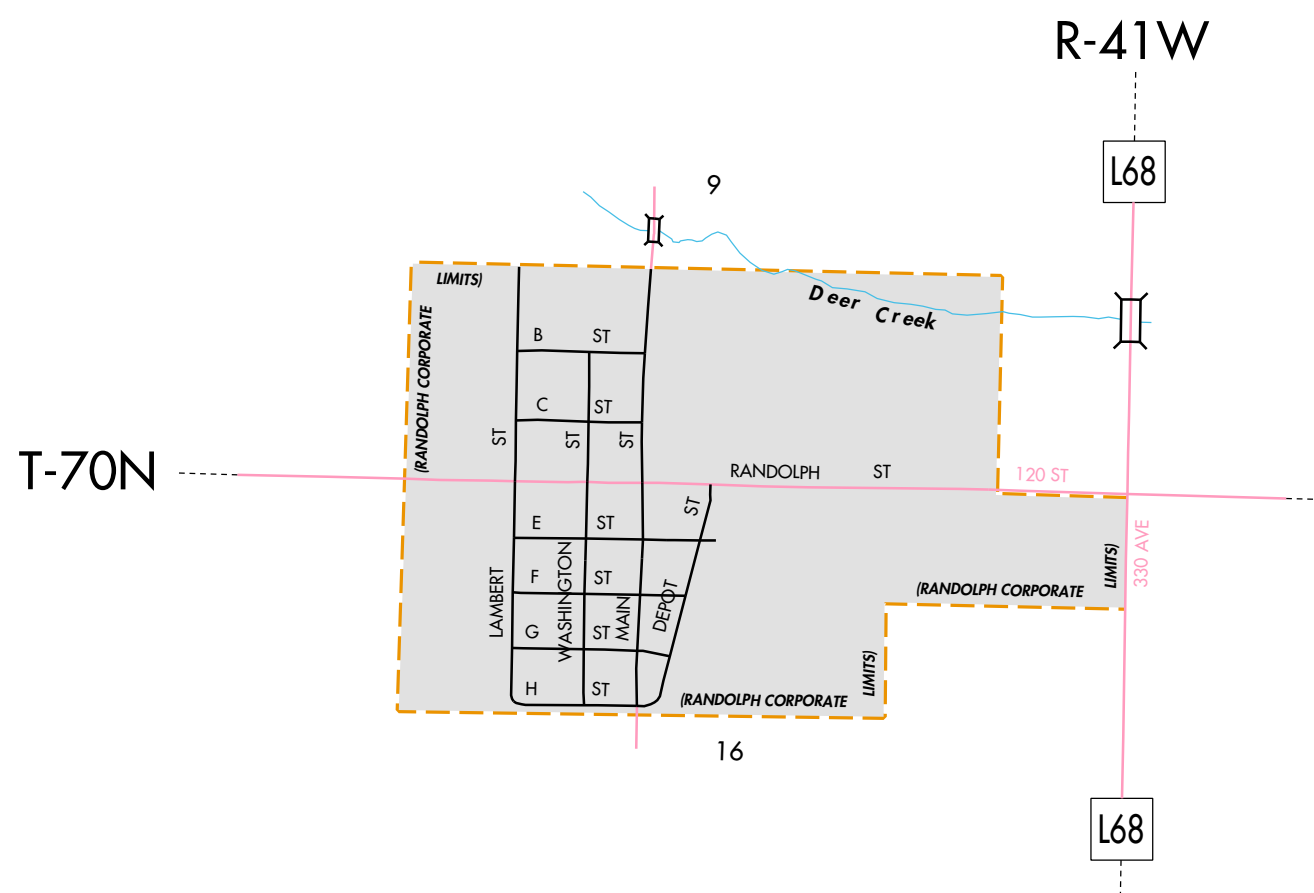 R-41W
L68
9
LIMITS)
(RANDOLPH CORPORATE
Deer Creek
B ST
C ST
ST
ST
ST
T-70N
RANDOLPH ST
120 ST
ST
E ST
330 AVE
LIMITS)
(RANDOLPH CORPORATE
F ST
LAMBERT
WASHINGTON
MAIN
DEPOT
G ST
LIMITS)
H ST
(RANDOLPH CORPORATE
16
L68